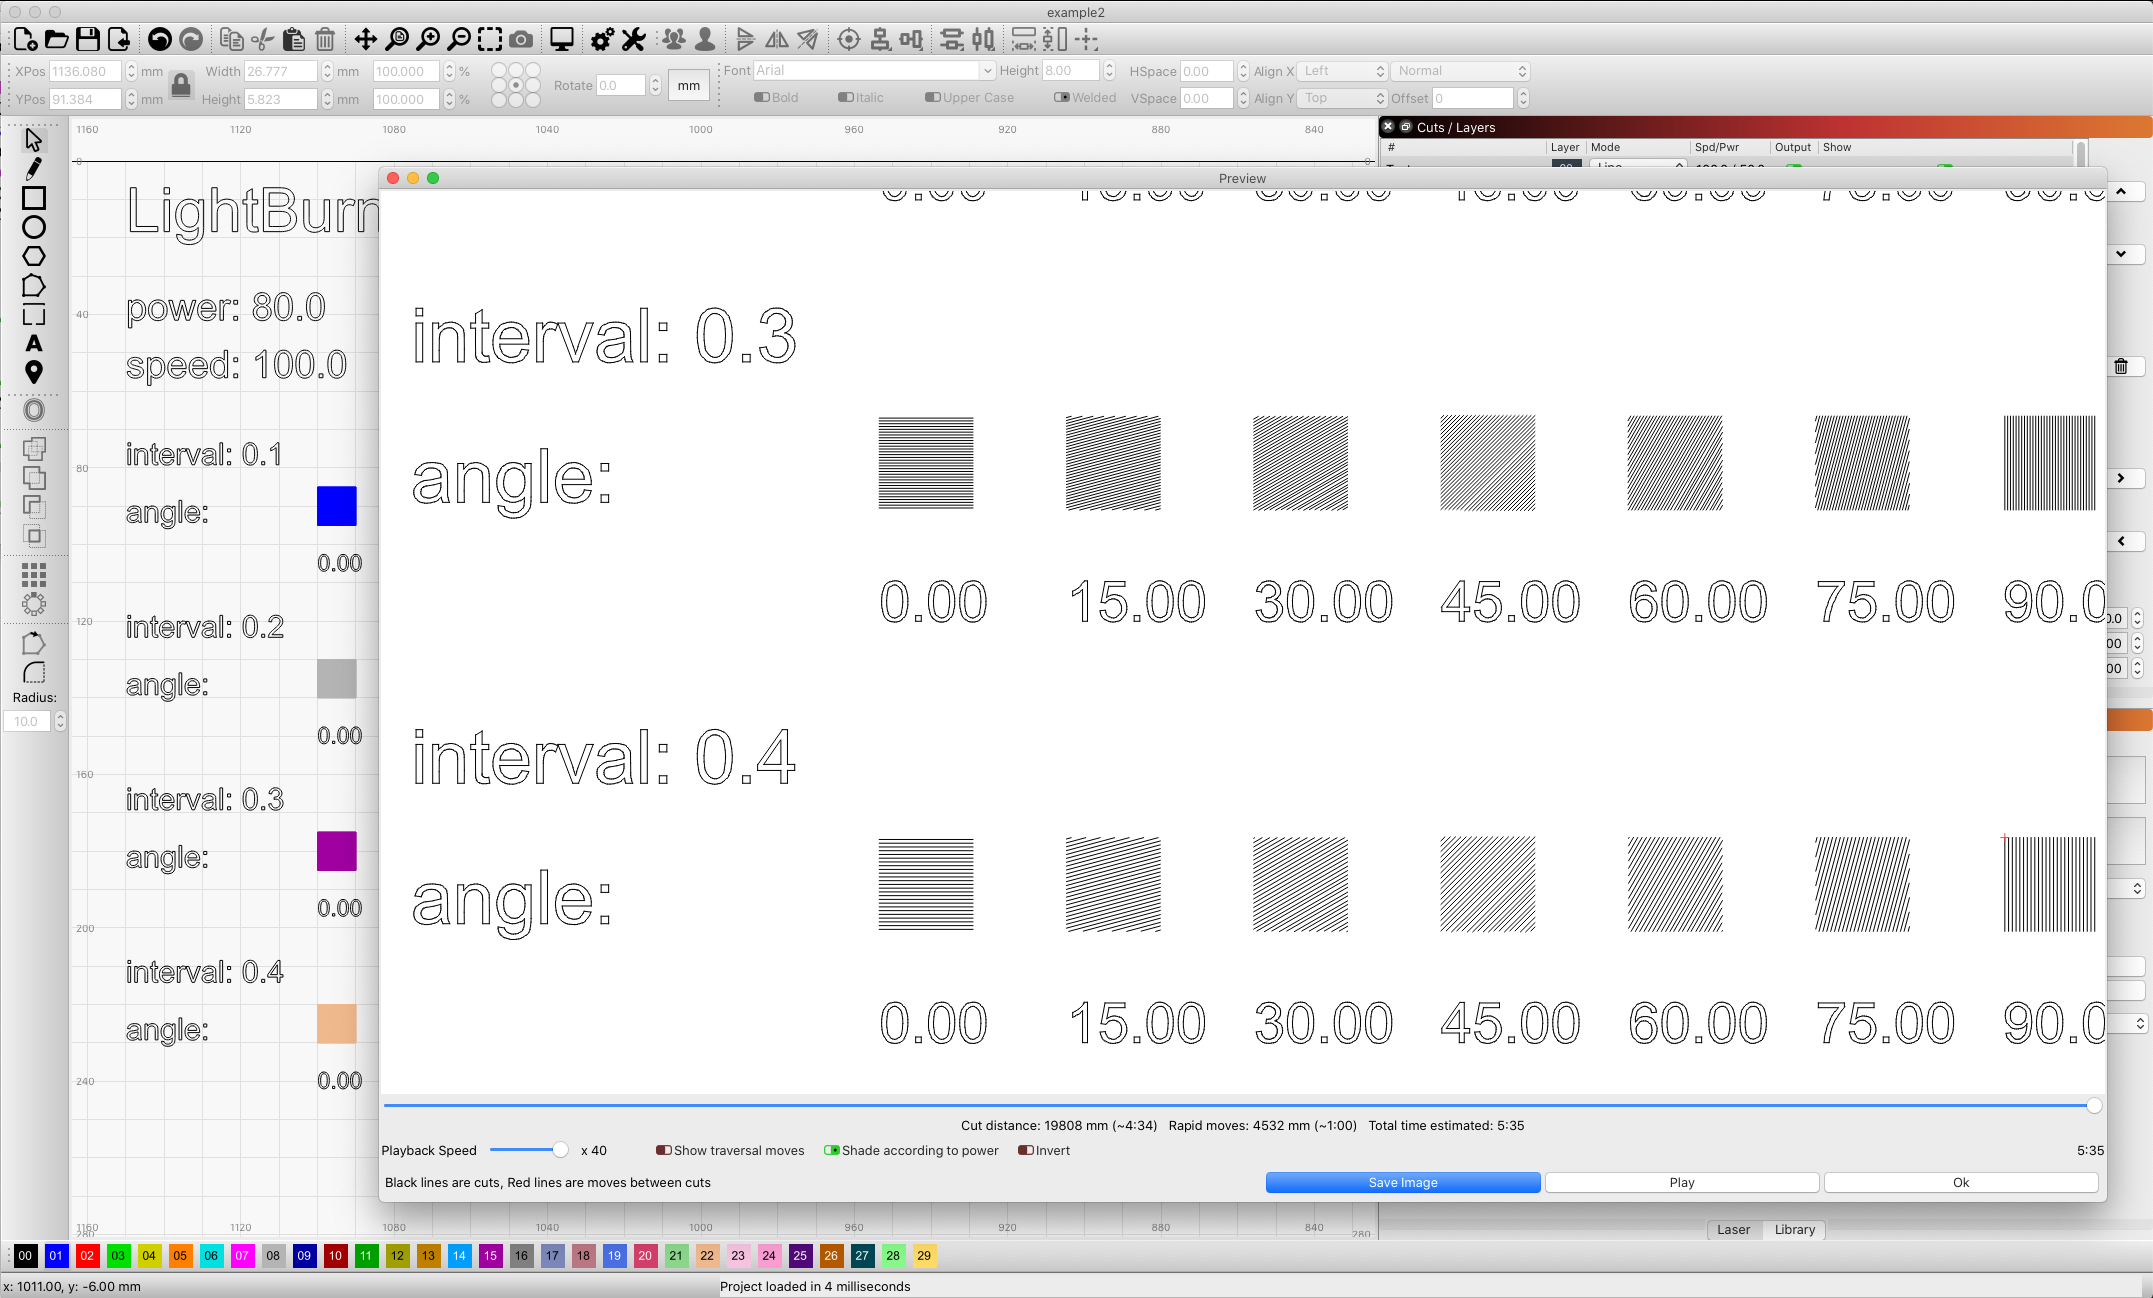 example2
XPos 1136.080 mm Width 26.777 mm 100.000 %
YPos 91.384 mm Height 5.823 mm 100.000 %
Rotate 0.0 mm
Font Arial Height 8.00 HSpace 0.00 Align X Left Normal
Bold Italic Upper Case Welded VSpace 0.00 Align Y Top Offset 0
1160 1120 1080 1040 1000 960 920 880 840
Cuts / Layers
# Layer Mode Spd/Pwr Output Show
0 0
Preview
LightBurn
40
power: 80.0
speed: 100.0
80
interval: 0.1
angle:
0.00
120
interval: 0.2
angle:
0.00
160
interval: 0.3
angle:
0.00
200
interval: 0.4
angle:
0.00
240
Radius:
10.0
interval: 0.3
angle:
0.00 15.00 30.00 45.00 60.00 75.00 90.0
interval: 0.4
angle:
0.00 15.00 30.00 45.00 60.00 75.00 90.0
Cut distance: 19808 mm (~4:34) Rapid moves: 4532 mm (~1:00) Total time estimated: 5:35
Playback Speed x 40 Show traversal moves Shade according to power Invert 5:35
Black lines are cuts, Red lines are moves between cuts Save Image Play Ok
1160 1120 1080 1040 1000 960 920 880 840
280 280
Laser Library
00 01 02 03 04 05 06 07 08 09 10 11 12 13 14 15 16 17 18 19 20 21 22 23 24 25 26 27 28 29
x: 1011.00, y: -6.00 mm Project loaded in 4 milliseconds